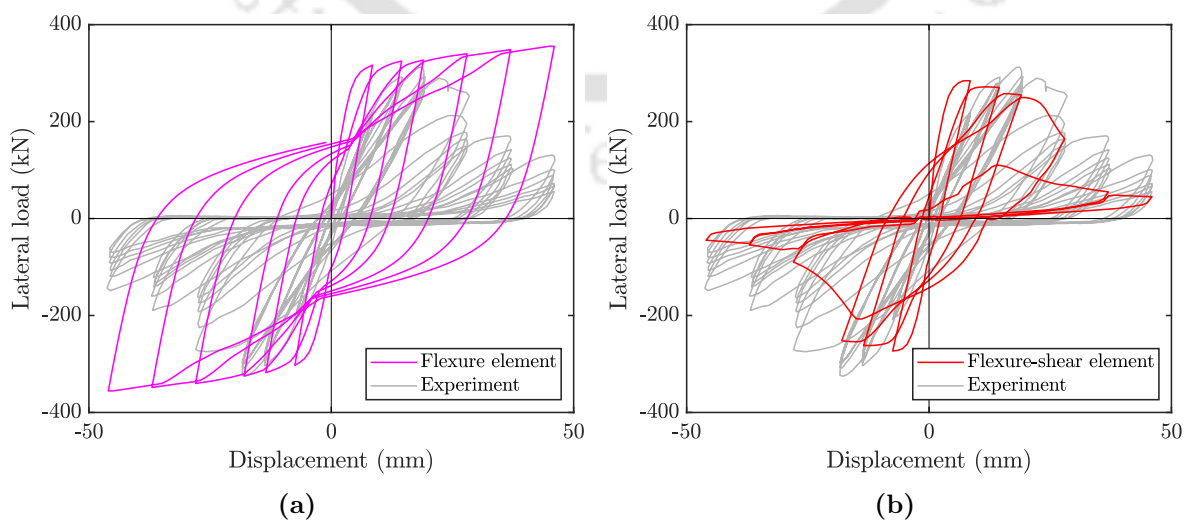 400
200
0
-200
-400
-50
0
50
Lateral load (kN)
Displacement (mm)
Flexure element
Experiment
(a)
400
200
0
-200
-400
-50
0
50
Lateral load (kN)
Displacement (mm)
Flexure-shear element
Experiment
(b)